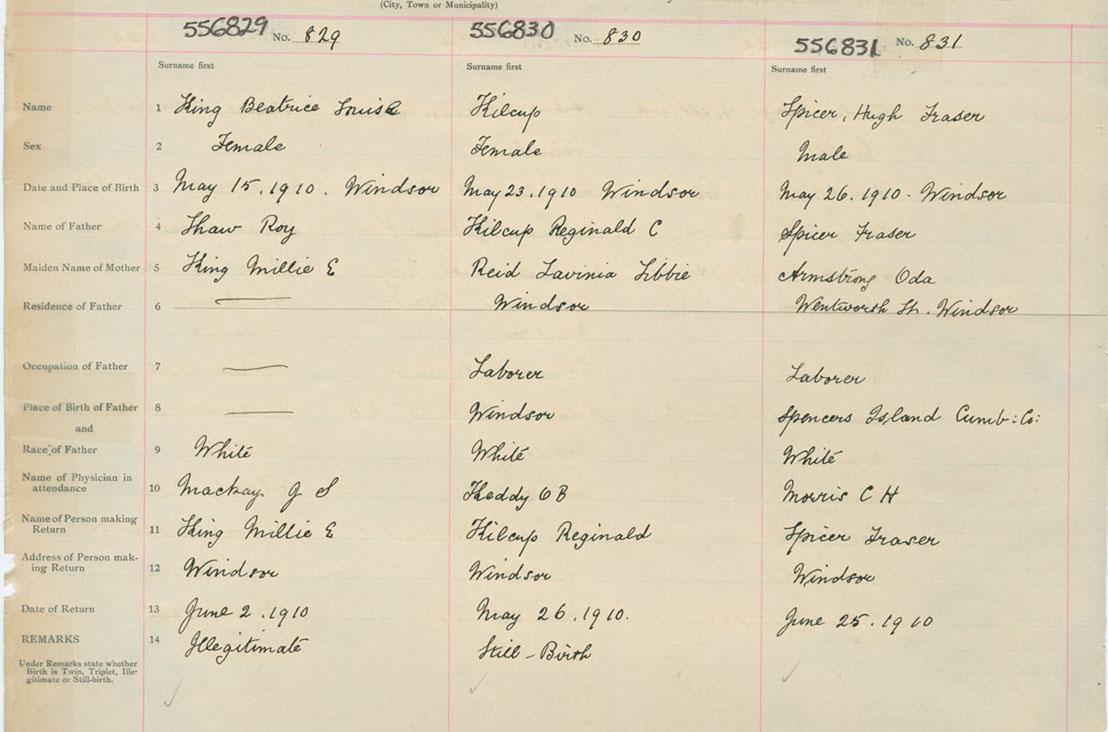 (City, Town or Municipality)
556829 No. 829 556830 No. 830 556831 No. 831
Surname first Surname first Surname first
Name 1 King Beatrice Louise Kilcup Spicer, Hugh Fraser
Sex 2 Female Female Male
Date and Place of Birth 3 May 15.1910. Windsor May 23.1910 Windsor May 26.1910. Windsor
Name of Father 4 Shaw Roy Kilcup Reginald C Spicer Fraser
Maiden Name of Mother 5 King Millie E Reid Lavinia Libbie Armstrong Oda
Residence of Father 6 — Windsor Wentworth St. Windsor
Occupation of Father 7 — Laborer Laborer
Place of Birth of Father 8 — Windsor Spencers Island Cumb:Co:
and
Race of Father 9 White White White
Name of Physician in
attendance 10 Mackay G S Keddy O B Morris C H
Name of Person making
Return 11 King Millie E Kilcup Reginald Spicer Fraser
Address of Person mak-
ing Return 12 Windsor Windsor Windsor
Date of Return 13 June 2.1910 May 26.1910. June 25.1910
REMARKS 14 Illegitimate Still-Birth
Under Remarks state whether
Birth is Twin, Triplet, Ille-
gitimate or Still-birth.